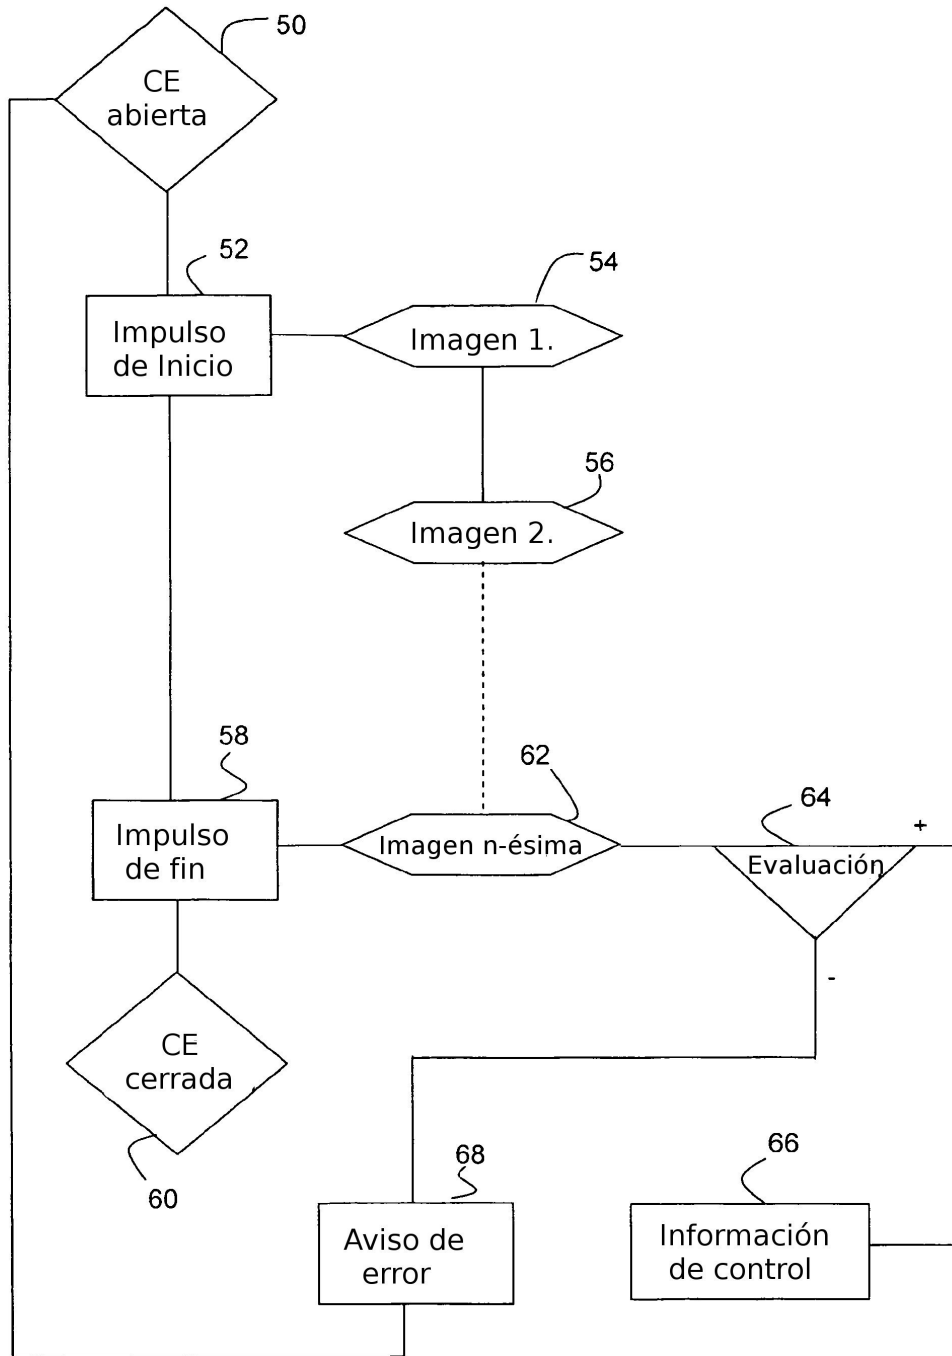 50
CE
abierta
52
Impulso
de Inicio
54
Imagen 1.
56
Imagen 2.
58
Impulso
de fin
62
Imagen n-ésima
64
+
Evaluación
-
CE
cerrada
60
68
Aviso de
error
66
Información
de control